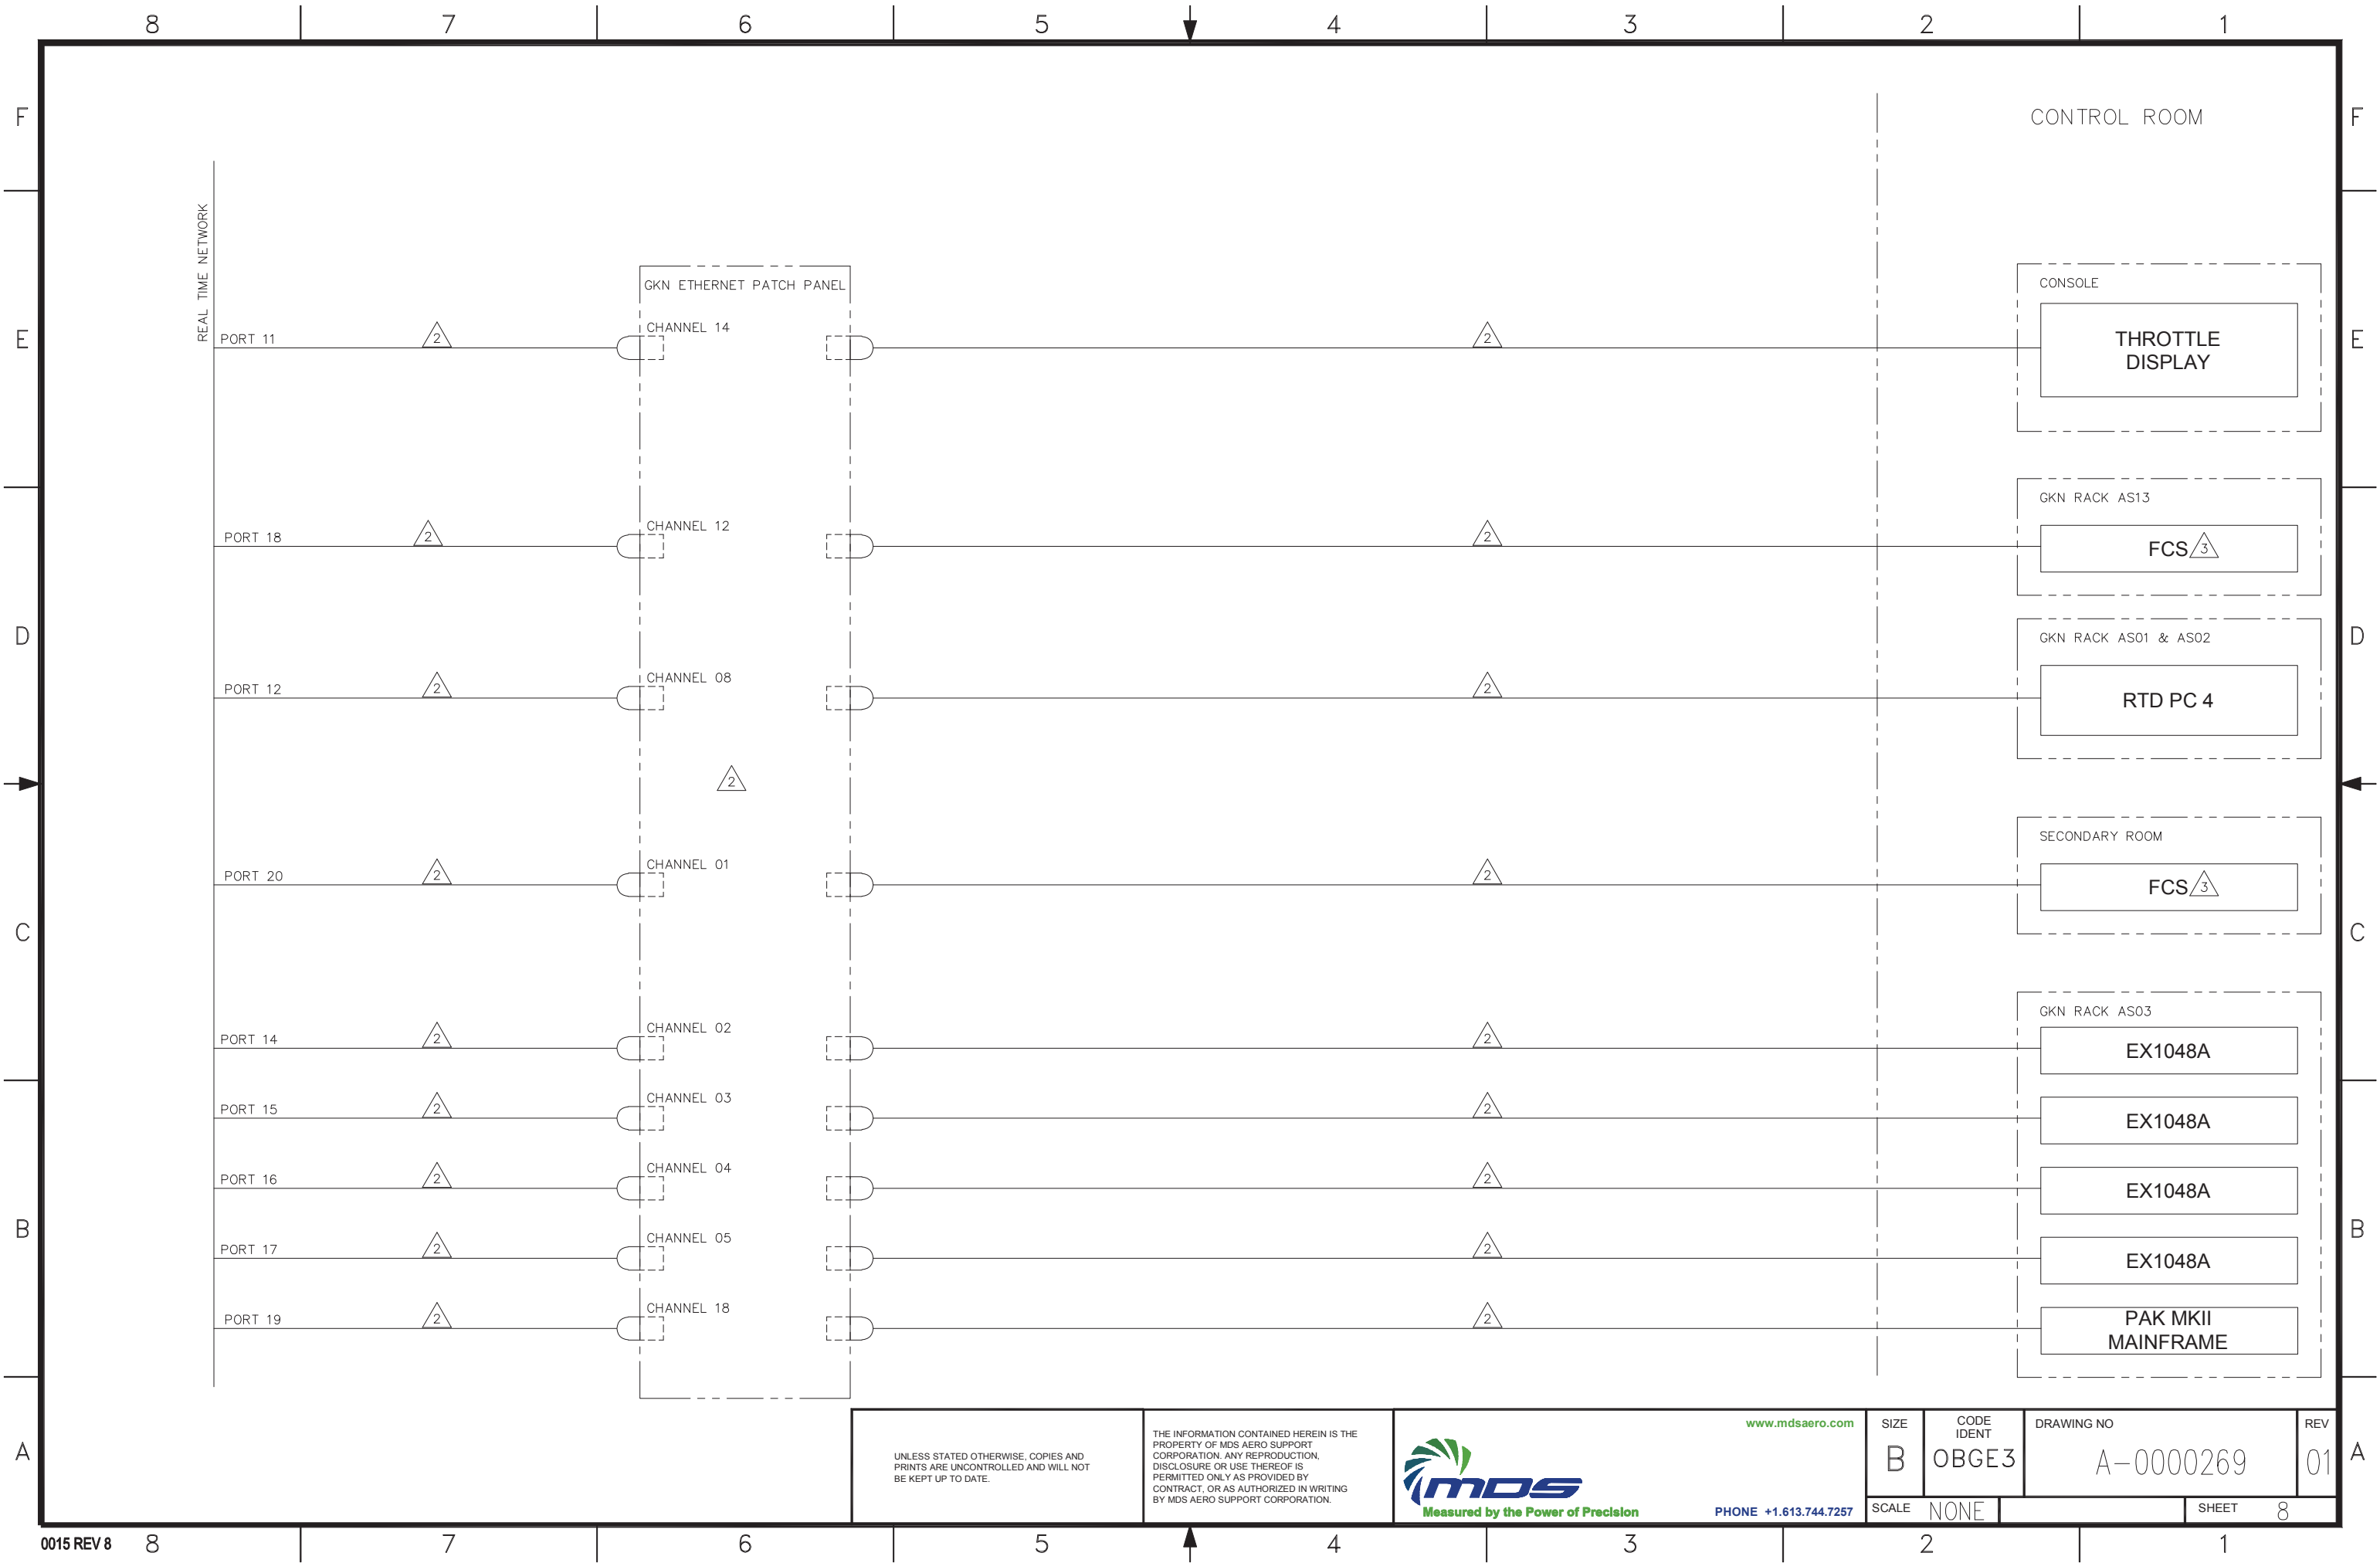 8 7 6 5 4 3 2 1
F CONTROL ROOM F
REAL TIME NETWORK
GKN ETHERNET PATCH PANEL
CONSOLE
E PORT 11 2 CHANNEL 14 2 THROTTLE E
DISPLAY
GKN RACK AS13
PORT 18 2 CHANNEL 12 2 FCS 3
D GKN RACK AS01 & AS02 D
PORT 12 2 CHANNEL 08 2 RTD PC 4
2
SECONDARY ROOM
PORT 20 2 CHANNEL 01 2 FCS 3
C C
GKN RACK AS03
PORT 14 2 CHANNEL 02 2 EX1048A
PORT 15 2 CHANNEL 03 2 EX1048A
PORT 16 2 CHANNEL 04 2 EX1048A
B B
PORT 17 2 CHANNEL 05 2 EX1048A
PORT 19 2 CHANNEL 18 2 PAK MKII
MAINFRAME
A A
UNLESS STATED OTHERWISE, COPIES AND
PRINTS ARE UNCONTROLLED AND WILL NOT
BE KEPT UP TO DATE.
THE INFORMATION CONTAINED HEREIN IS THE
PROPERTY OF MDS AERO SUPPORT
CORPORATION. ANY REPRODUCTION,
DISCLOSURE OR USE THEREOF IS
PERMITTED ONLY AS PROVIDED BY
CONTRACT, OR AS AUTHORIZED IN WRITING
BY MDS AERO SUPPORT CORPORATION.
www.mdsaero.com
mds
Measured by the Power of Precision
PHONE +1.613.744.7257
SIZE
B
CODE
IDENT
OBGE3
DRAWING NO
A-0000269
REV
01
SCALE NONE
SHEET 8
0015 REV 8
8 7 6 5 4 3 2 1